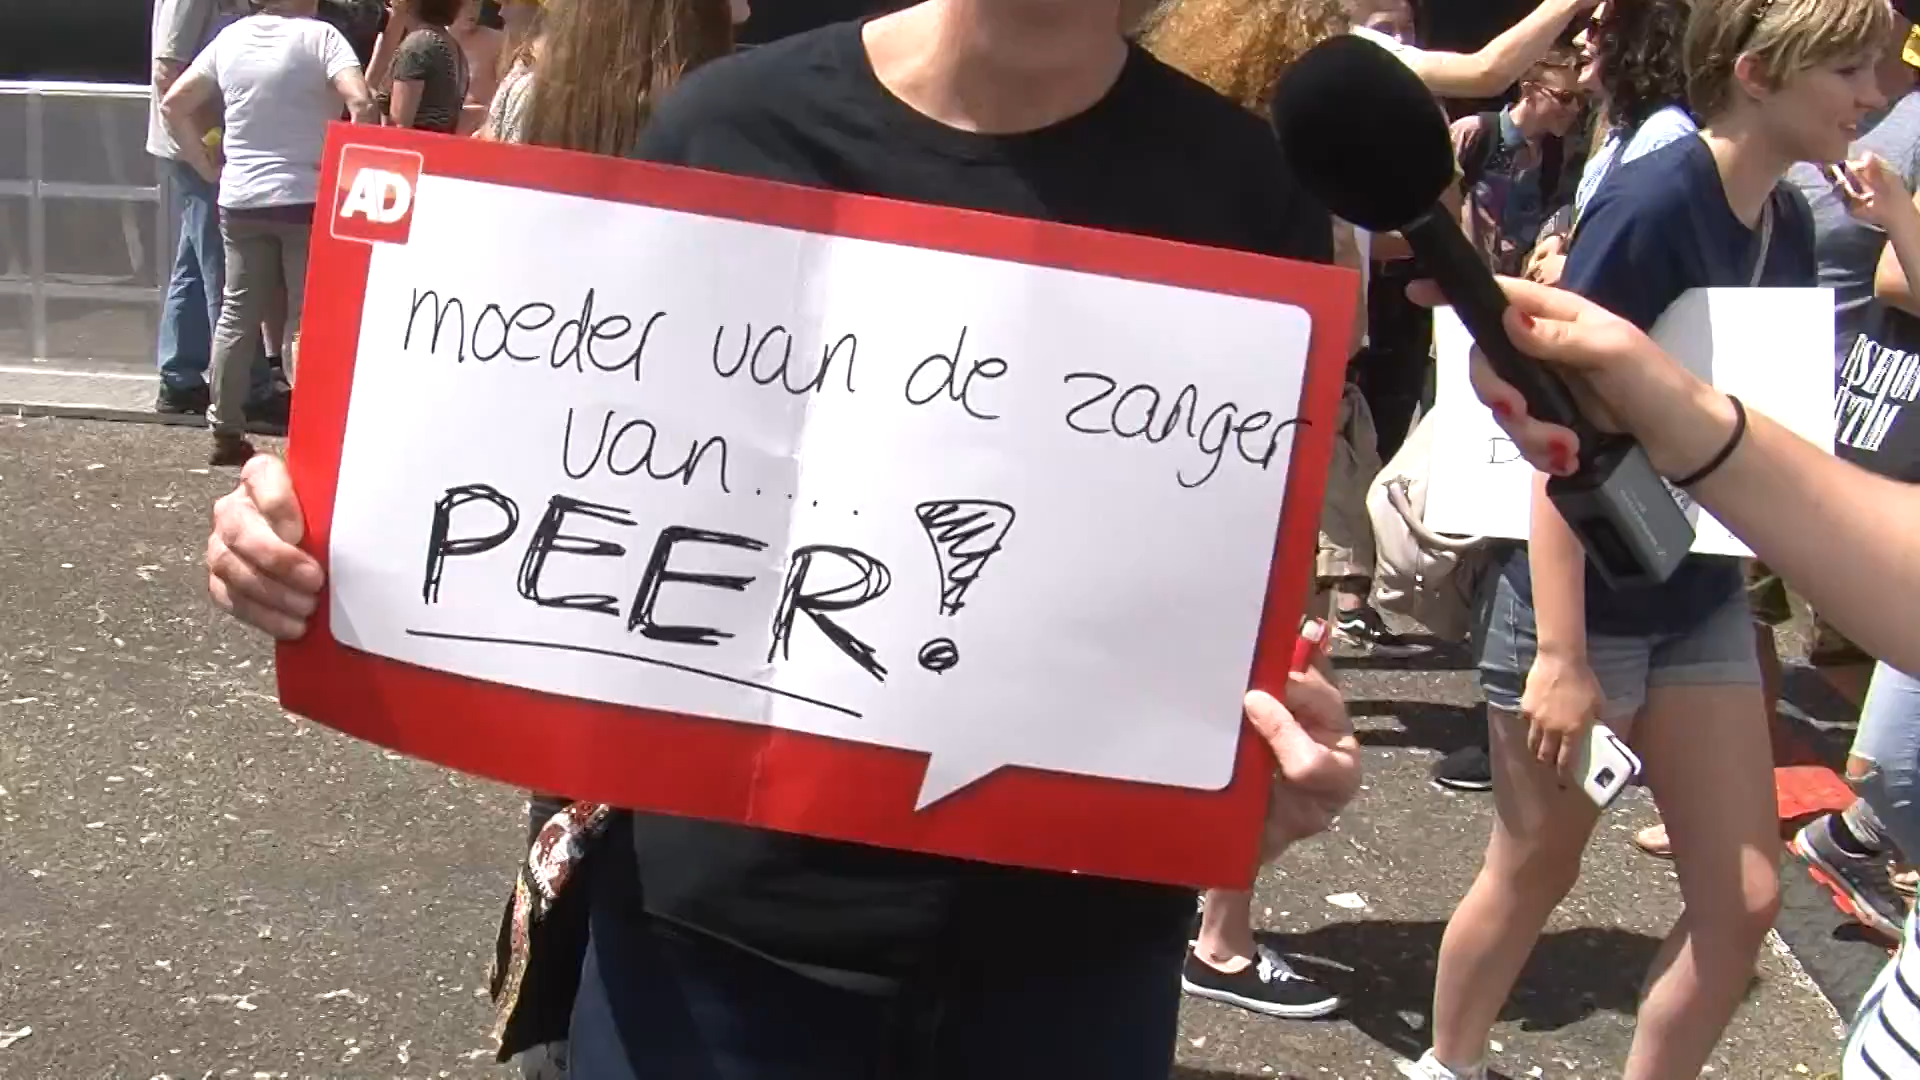 AD
moeder van de zanger
van....
PEER!